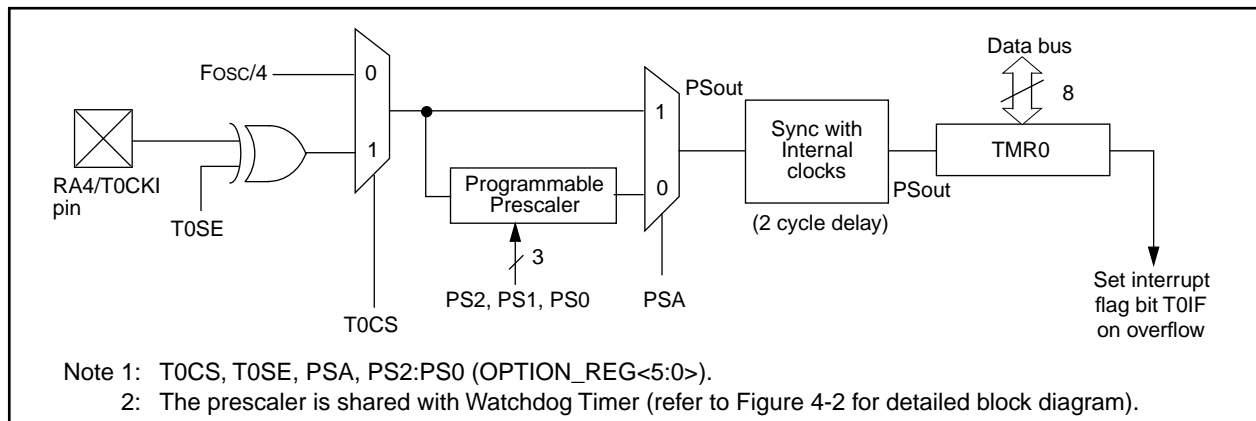 Data bus
FOSC/4
0
PSout
8
1
Sync with
Internal
clocks
TMR0
1
RA4/T0CKI
pin
Programmable
Prescaler
0
PSout
T0SE
(2 cycle delay)
3
PS2, PS1, PS0
PSA
T0CS
Set interrupt
flag bit T0IF
on overflow
Note 1: T0CS, T0SE, PSA, PS2:PS0 (OPTION_REG<5:0>).
2: The prescaler is shared with Watchdog Timer (refer to Figure 4-2 for detailed block diagram).